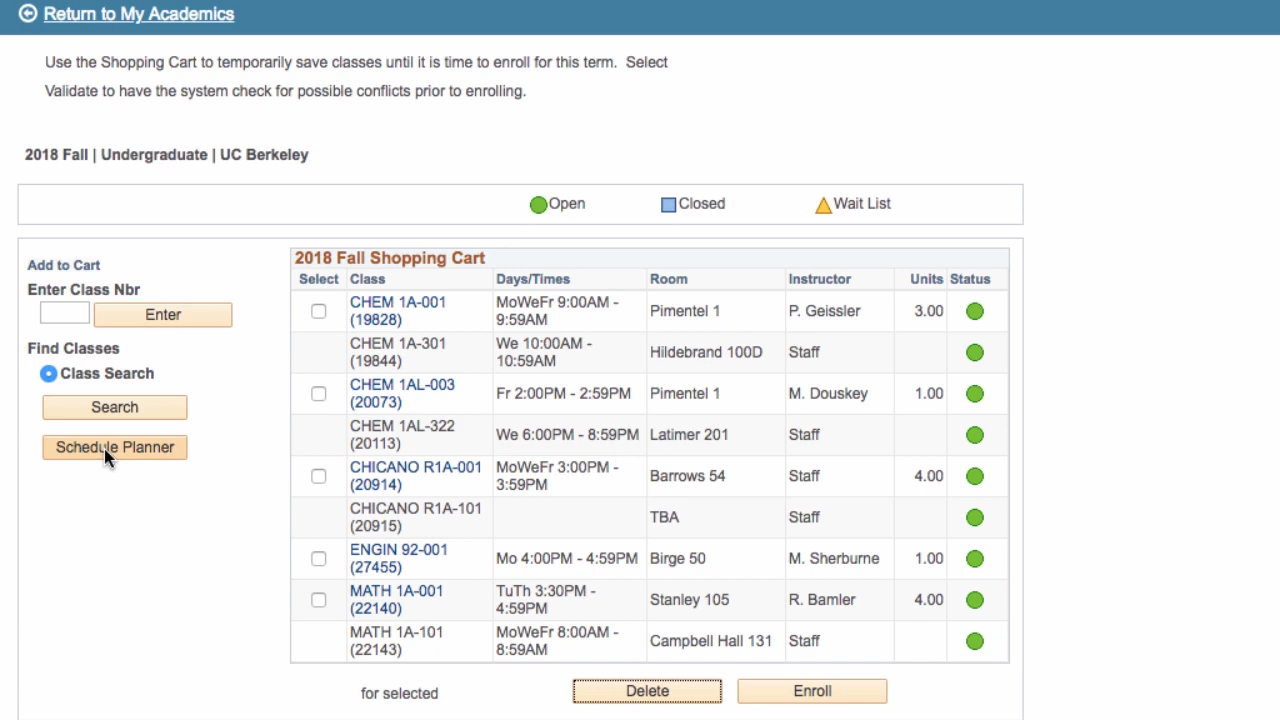 Return to My Academics
Use the Shopping Cart to temporarily save classes until it is time to enroll for this term.  Select
Validate to have the system check for possible conflicts prior to enrolling.
2018 Fall | Undergraduate | UC Berkeley
Open Closed Wait List
Add to Cart
Enter Class Nbr
Enter
Find Classes
Class Search
Search
Schedule Planner
2018 Fall Shopping Cart
Select Class Days/Times Room Instructor Units Status
CHEM 1A-001 (19828) MoWeFr 9:00AM - 9:59AM Pimentel 1 P. Geissler 3.00
CHEM 1A-301 (19844) We 10:00AM - 10:59AM Hildebrand 100D Staff
CHEM 1AL-003 (20073) Fr 2:00PM - 2:59PM Pimentel 1 M. Douskey 1.00
CHEM 1AL-322 (20113) We 6:00PM - 8:59PM Latimer 201 Staff
CHICANO R1A-001 (20914) MoWeFr 3:00PM - 3:59PM Barrows 54 Staff 4.00
CHICANO R1A-101 (20915) TBA Staff
ENGIN 92-001 (27455) Mo 4:00PM - 4:59PM Birge 50 M. Sherburne 1.00
MATH 1A-001 (22140) TuTh 3:30PM - 4:59PM Stanley 105 R. Bamler 4.00
MATH 1A-101 (22143) MoWeFr 8:00AM - 8:59AM Campbell Hall 131 Staff
for selected Delete Enroll